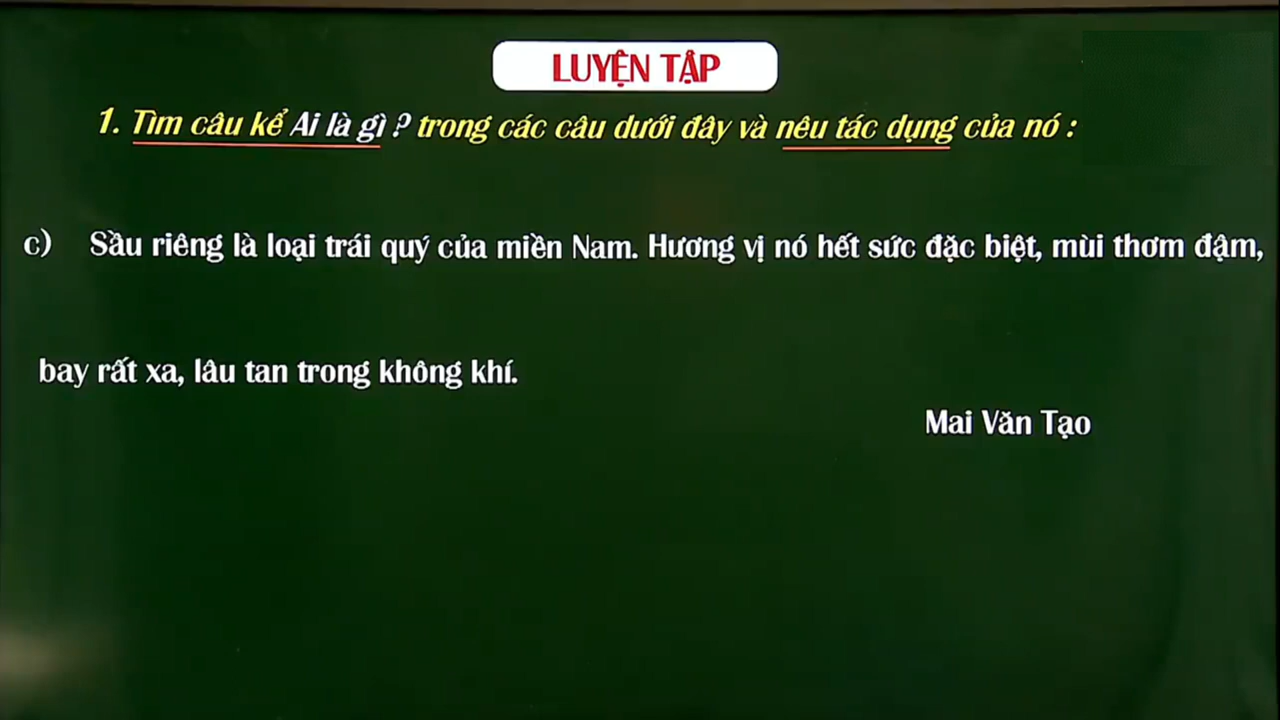 LUYỆN TẬP
1. Tìm câu kể Ai là gì ? trong các câu dưới đây và nêu tác dụng của nó :
c) Sầu riêng là loại trái quý của miền Nam. Hương vị nó hết sức đặc biệt, mùi thơm đậm,
bay rất xa, lâu tan trong không khí.
Mai Văn Tạo